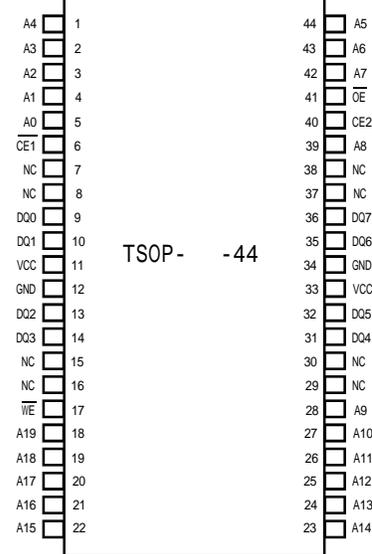 A4 1 44 A5
A3 2 43 A6
A2 3 42 A7
A1 4 41 OE
A0 5 40 CE2
CE1 6 39 A8
NC 7 38 NC
NC 8 37 NC
DQ0 9 36 DQ7
DQ1 10 35 DQ6
TSOP- -44
VCC 11 34 GND
GND 12 33 VCC
DQ2 13 32 DQ5
DQ3 14 31 DQ4
NC 15 30 NC
NC 16 29 NC
WE 17 28 A9
A19 18 27 A10
A18 19 26 A11
A17 20 25 A12
A16 21 24 A13
A15 22 23 A14